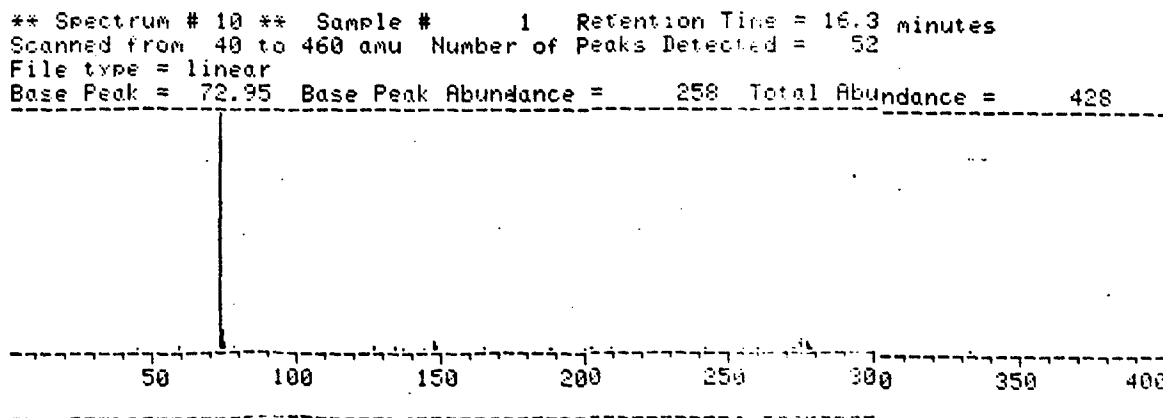 ** Spectrum # 10 ** Sample # 1 Retention Time = 16.3 minutes
Scanned from 40 to 460 amu Number of Peaks Detected = 52
File type = linear
Base Peak = 72.95 Base Peak Abundance = 258 Total Abundance = 428
50 100 150 200 250 300 350 400